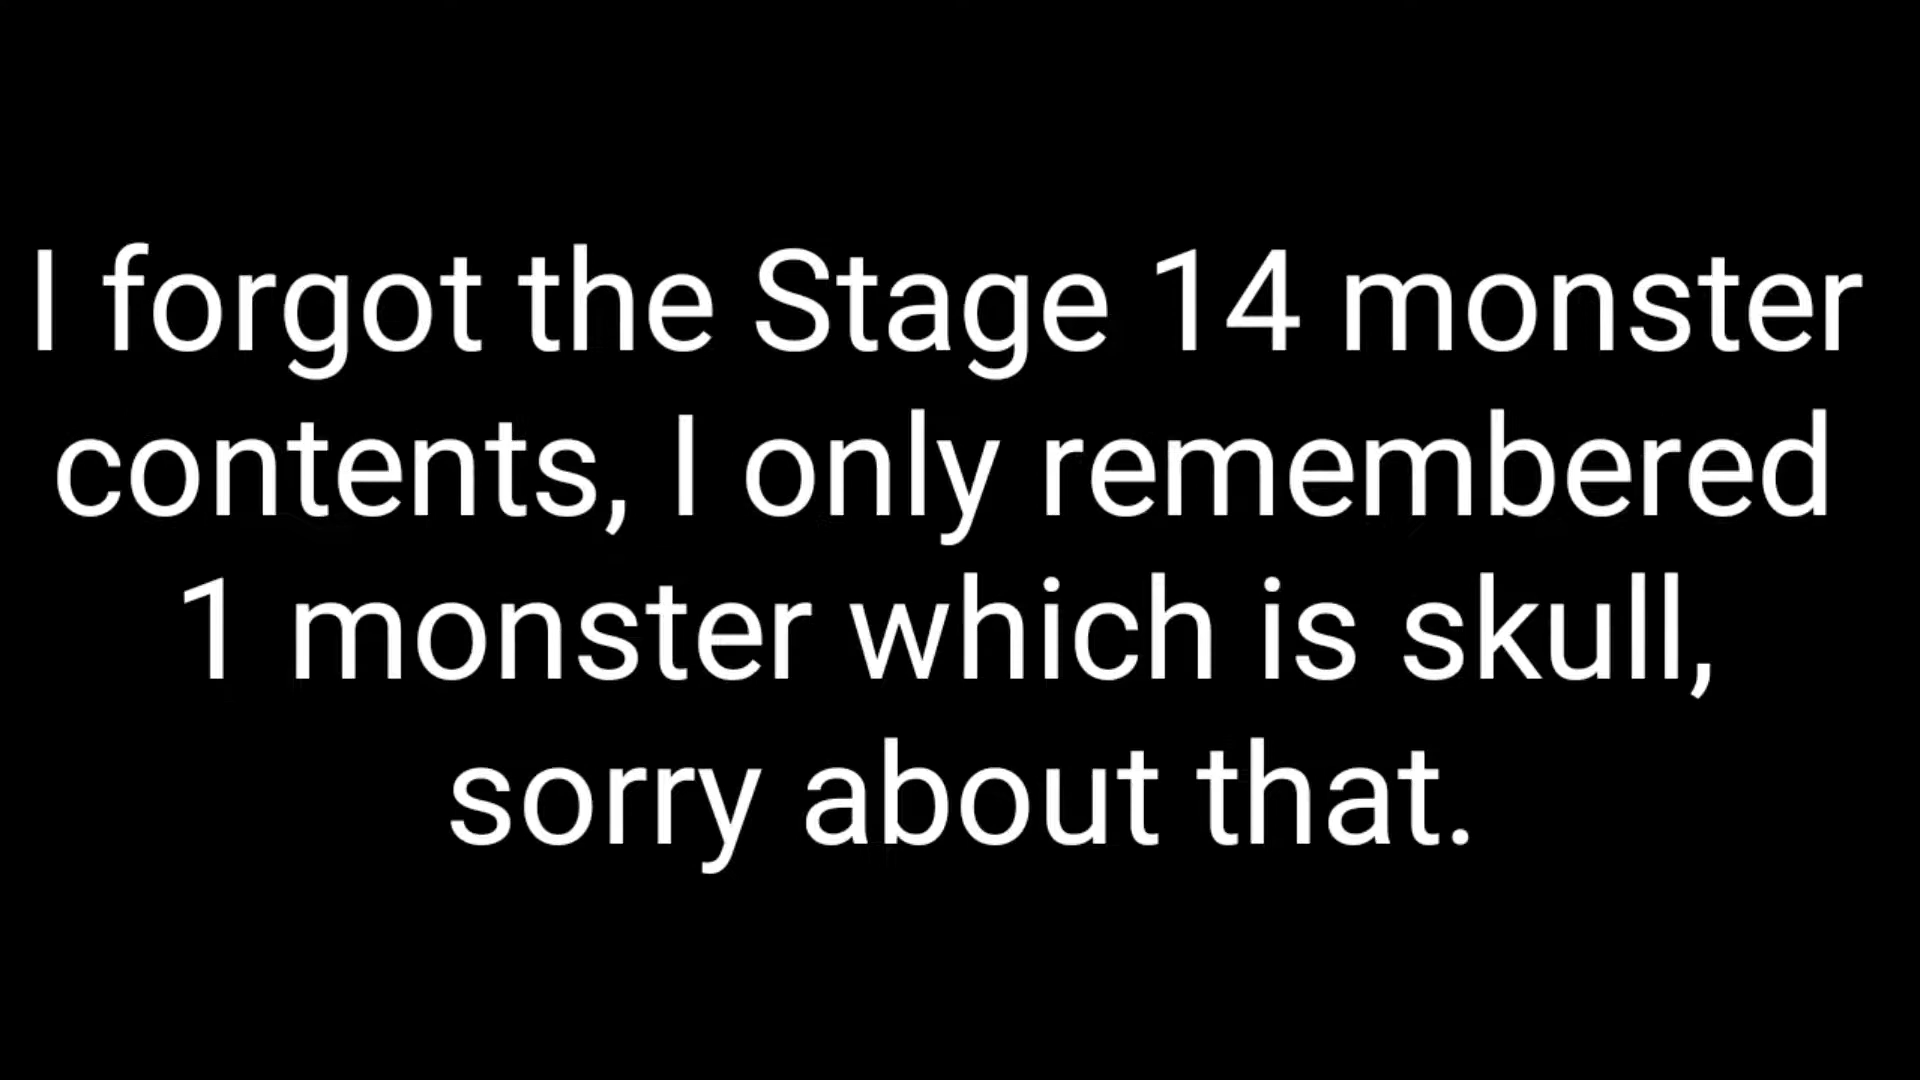 I forgot the Stage 14 monster
contents, I only remembered
1 monster which is skull,
sorry about that.